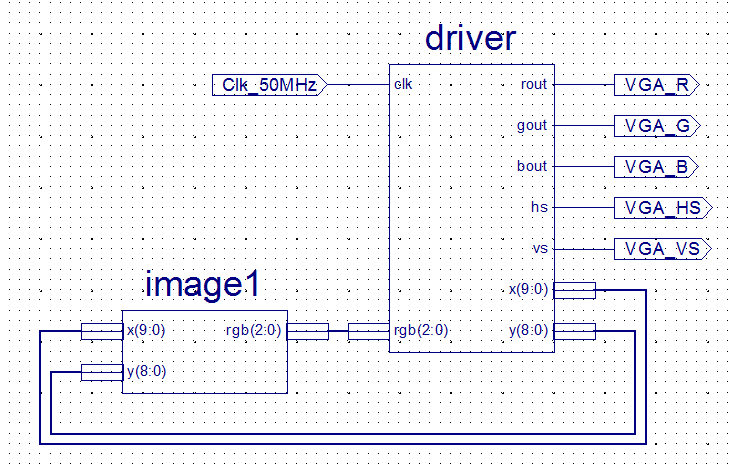 driver
Clk_50MHz clk rout VGA_R
gout VGA_G
bout VGA_B
hs VGA_HS
vs VGA_VS
image1 x(9:0)
x(9:0) rgb(2:0) rgb(2:0) y(8:0)
y(8:0)